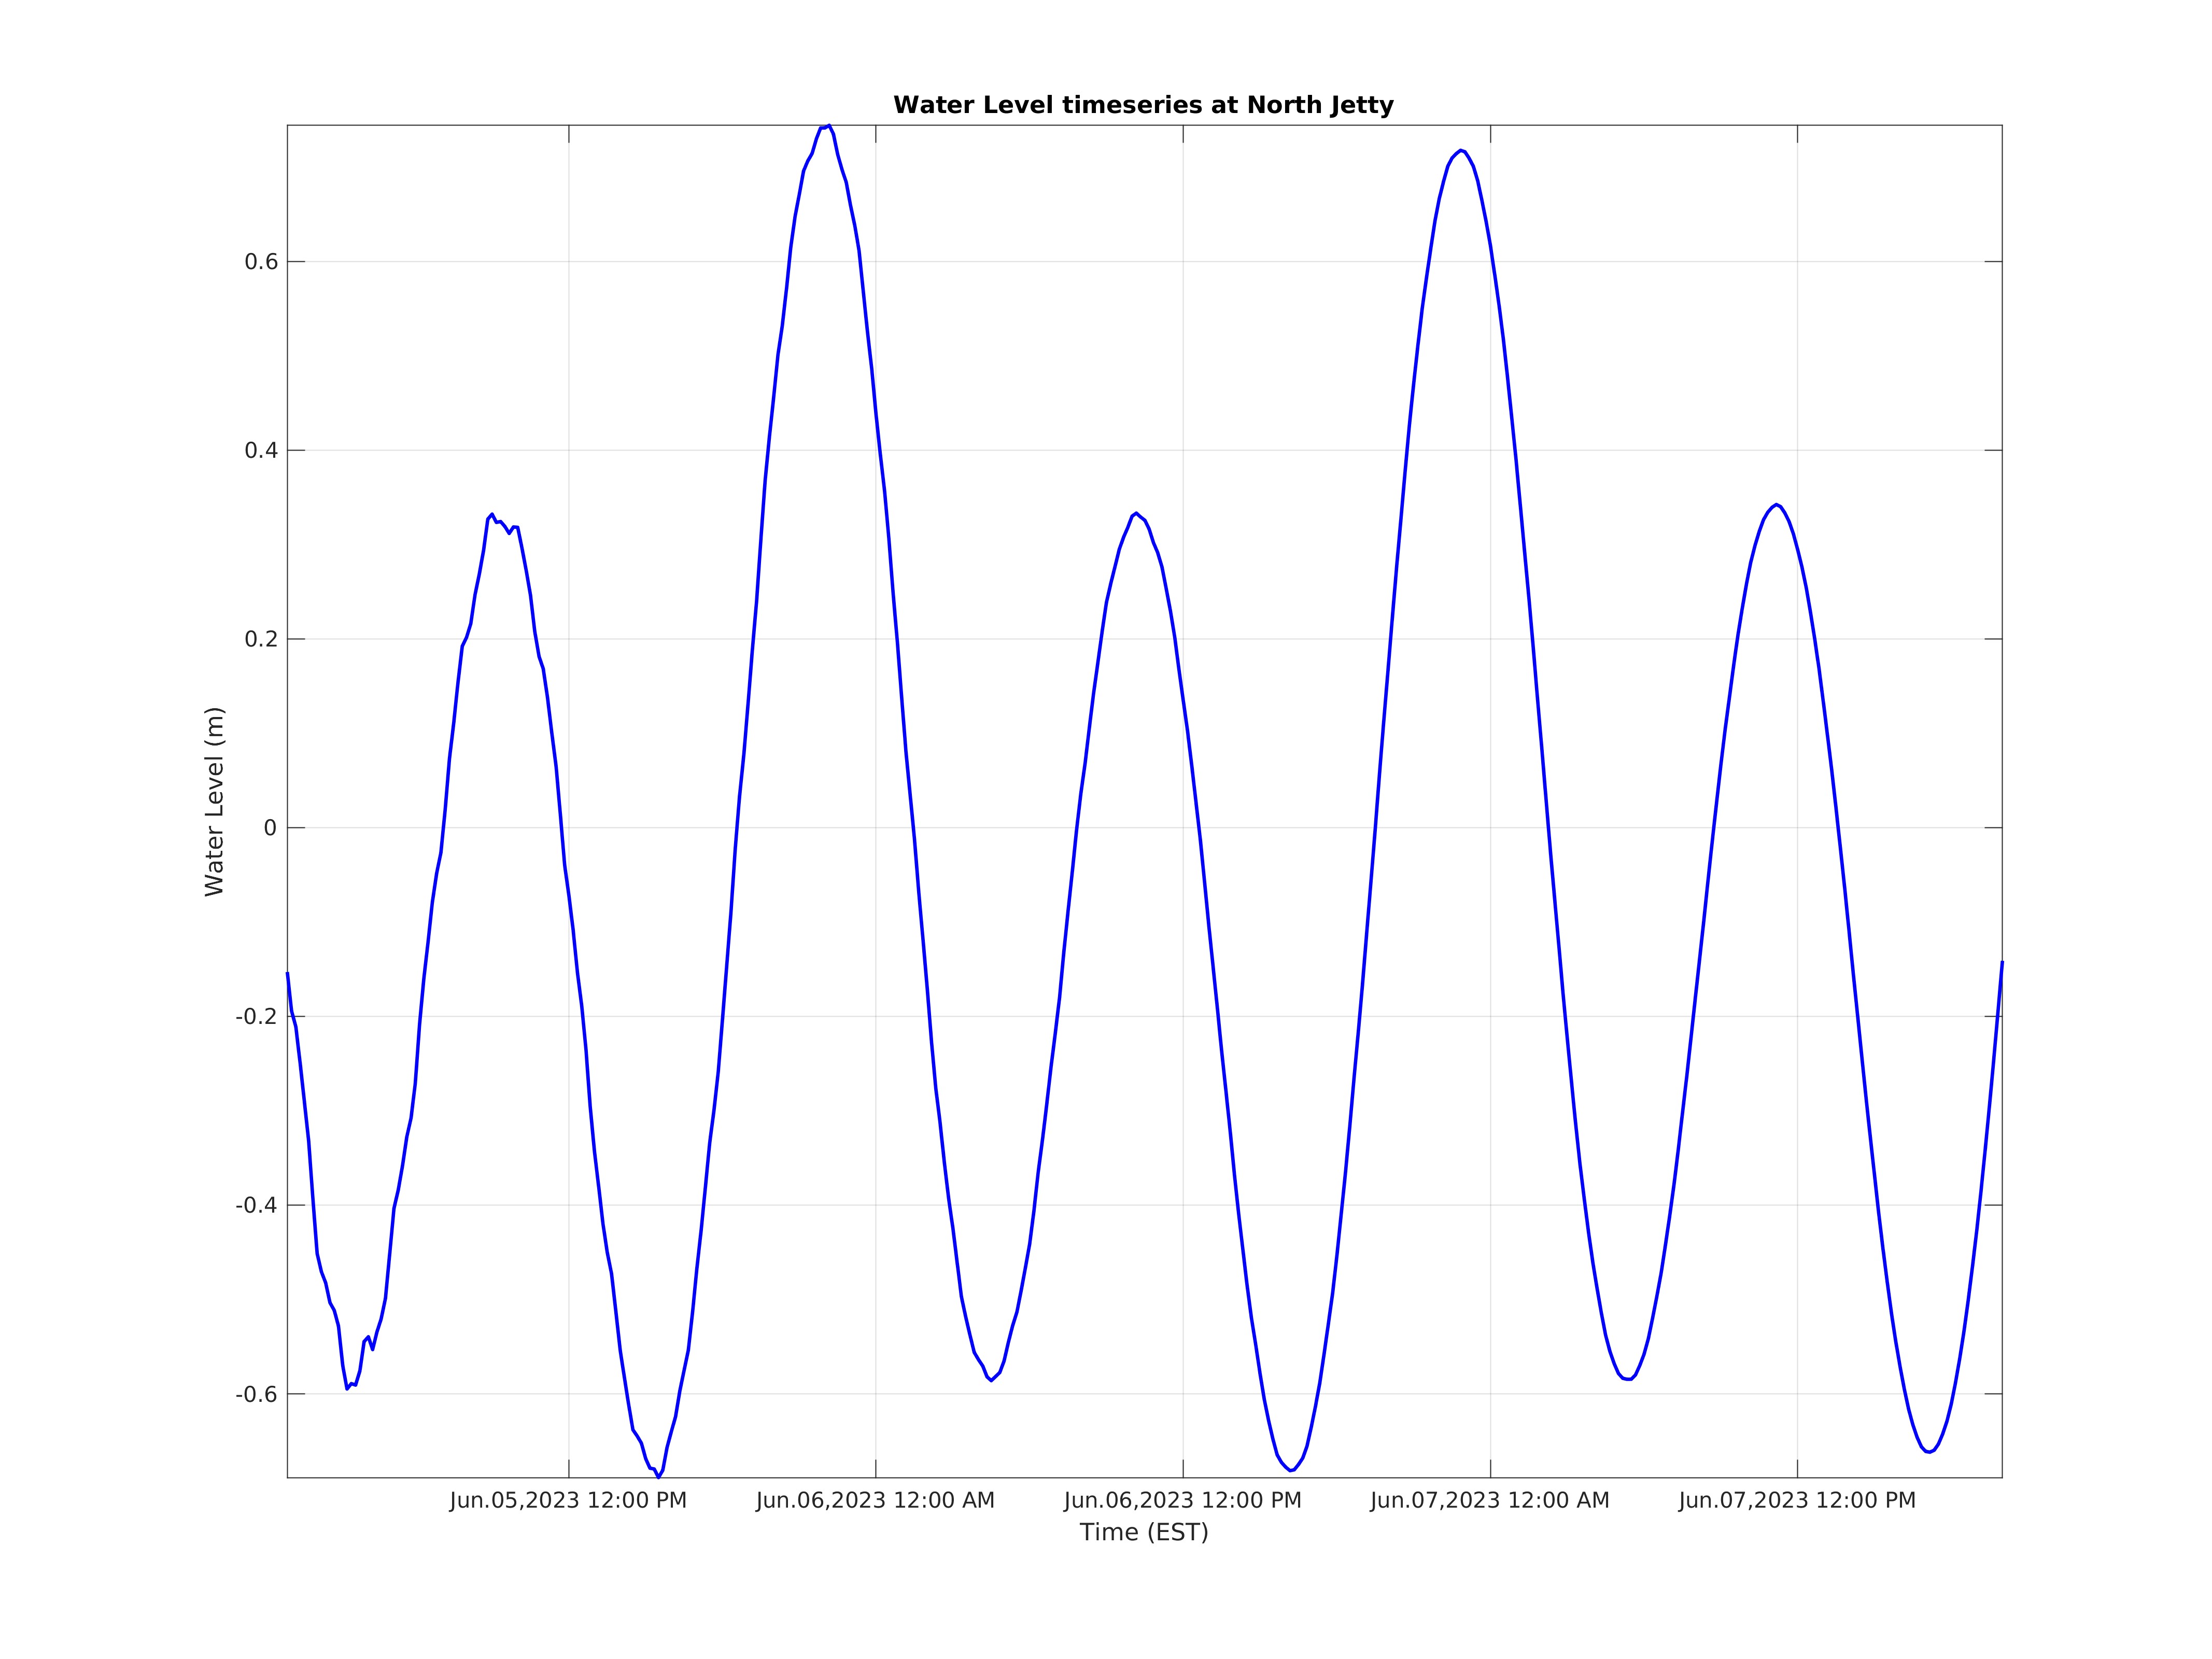 Water Level timeseries at North Jetty
0.6
0.4
0.2
0
-0.2
-0.4
-0.6
Water Level (m)
Jun.05,2023 12:00 PM
Jun.06,2023 12:00 AM
Jun.06,2023 12:00 PM
Jun.07,2023 12:00 AM
Jun.07,2023 12:00 PM
Time (EST)